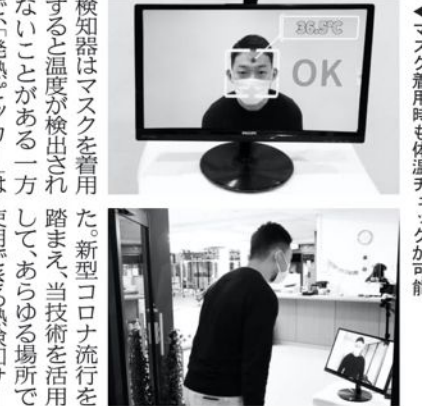 ◀マスク着用時も体温チェックが可能
36.5℃
OK
PHILIPS
検知器はマスクを着用
すると温度が検出され
ないことがある一方
た。新型コロナ流行を
踏まえ、当技術を活用
して、あらゆる場所で